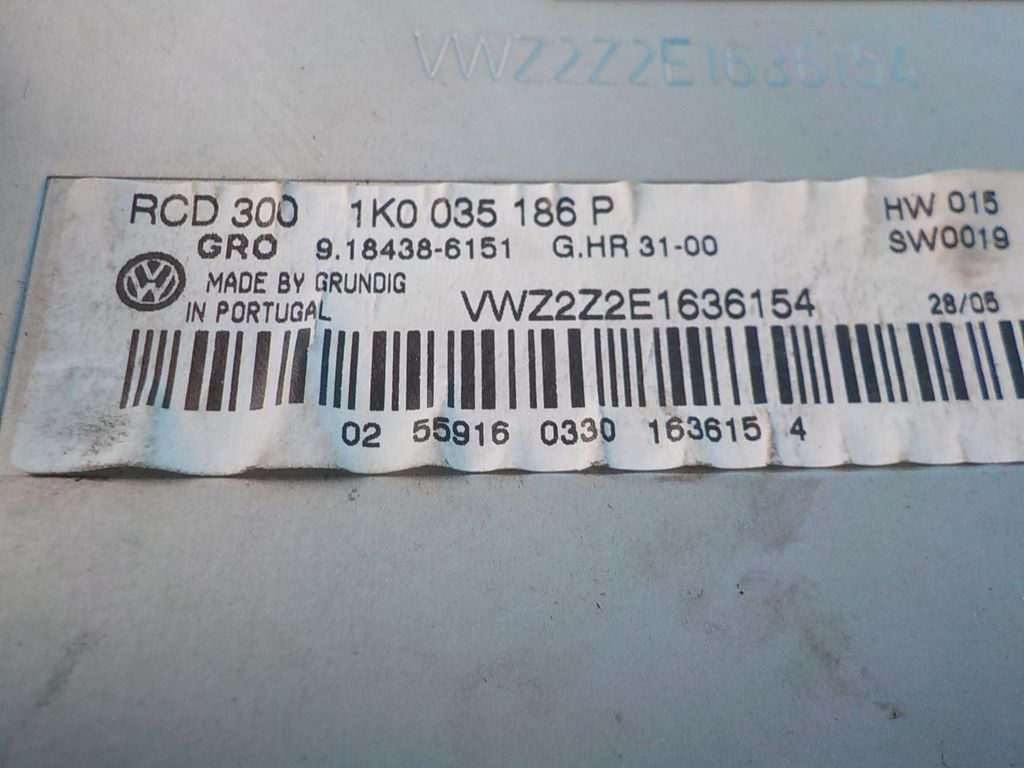 VWZ2Z2E1636154
RCD 300 1K0 035 186 P HW 015
GRO 9.18438-6151 G.HR 31-00 SW0019
MADE BY GRUNDIG
IN PORTUGAL VWZ2Z2E1636154 28/05
02 55916 0330 163615 4